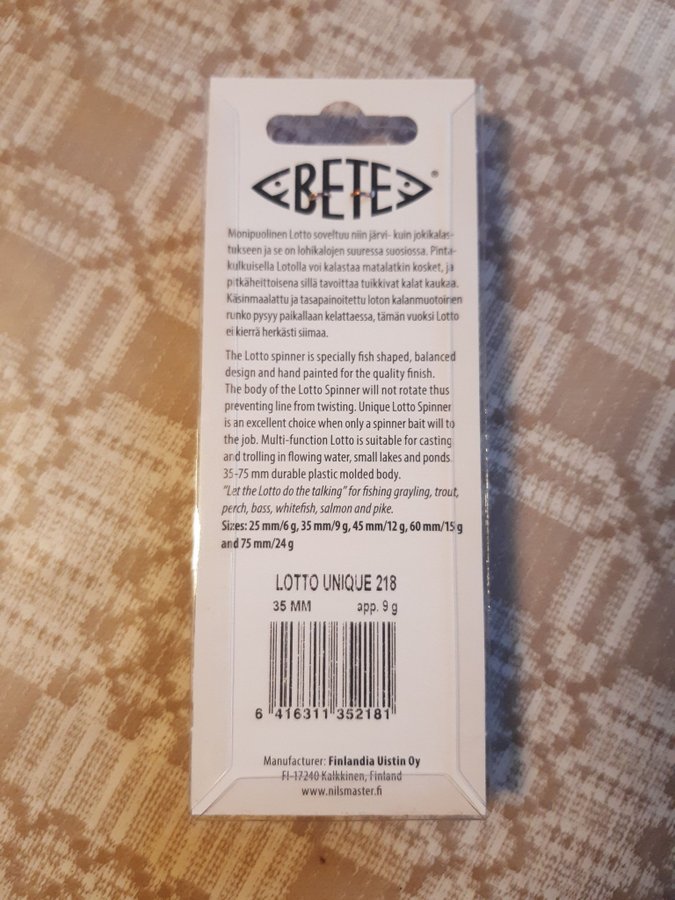 BETE®
Monipuolinen Lotto soveltuu niin järvi- kuin jokikalas-
tukseen ja se on lohikalojen suuressa suosiossa. Pinta-
kulkuisella Lotolla voi kalastaa matalatkin kosket, ja
pitkäheittoisena sillä tavoittaa tuikkivat kalat kaukaa.
Käsinmaalattu ja tasapainoitettu loton kalanmuotoinen
runko pysyy paikallaan kelattaessa, tämän vuoksi Lotto
ei kierrä herkästi siimaa.
The Lotto spinner is specially fish shaped, balanced
design and hand painted for the quality finish.
The body of the Lotto Spinner will not rotate thus
preventing line from twisting. Unique Lotto Spinner
is an excellent choice when only a spinner bait will to
the job. Multi-function Lotto is suitable for casting
and trolling in flowing water, small lakes and ponds
35-75 mm durable plastic molded body.
"Let the Lotto do the talking" for fishing grayling, trout,
perch, bass, whitefish, salmon and pike.
Sizes: 25 mm/6 g, 35 mm/9 g, 45 mm/12 g, 60 mm/15 g
and 75 mm/24 g
LOTTO UNIQUE 218
35 MM app. 9 g
6 416311 352181
Manufacturer: Finlandia Uistin Oy
FI-17240 Kalkkinen, Finland
www.nilsmaster.fi